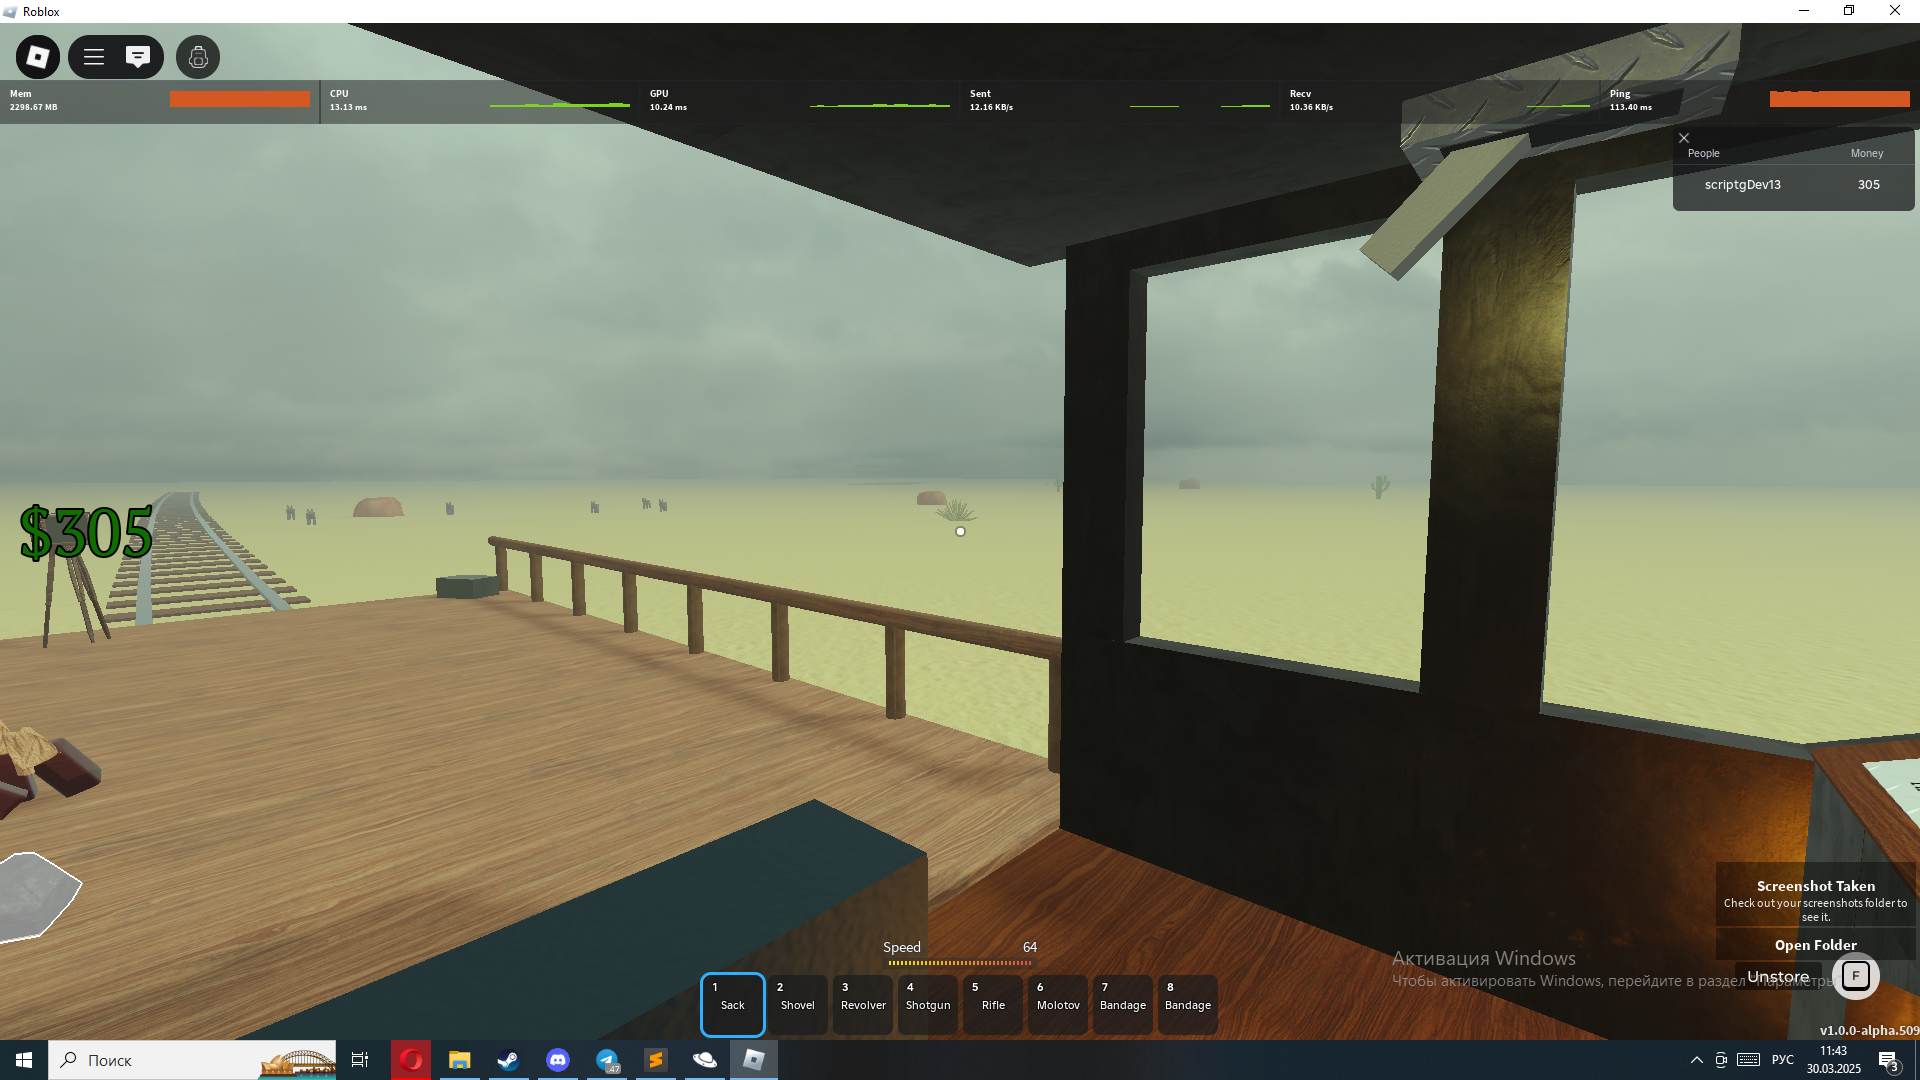 Roblox
Mem
2298.67 MB
CPU
13.13 ms
GPU
10.24 ms
Sent
12.16 KB/s
Recv
10.36 KB/s
Ping
113.40 ms
People Money
scriptgDev13 305
$305
Screenshot Taken
Check out your screenshots folder to
see it.
Open Folder
Unstore F
Speed 64
Активация Windows
Чтобы активировать Windows, перейдите в раздел "Параметры
1 Sack
2 Shovel
3 Revolver
4 Shotgun
5 Rifle
6 Molotov
7 Bandage
8 Bandage
v1.0.0-alpha.509
Поиск
.47
РУС
11:43
30.03.2025
3